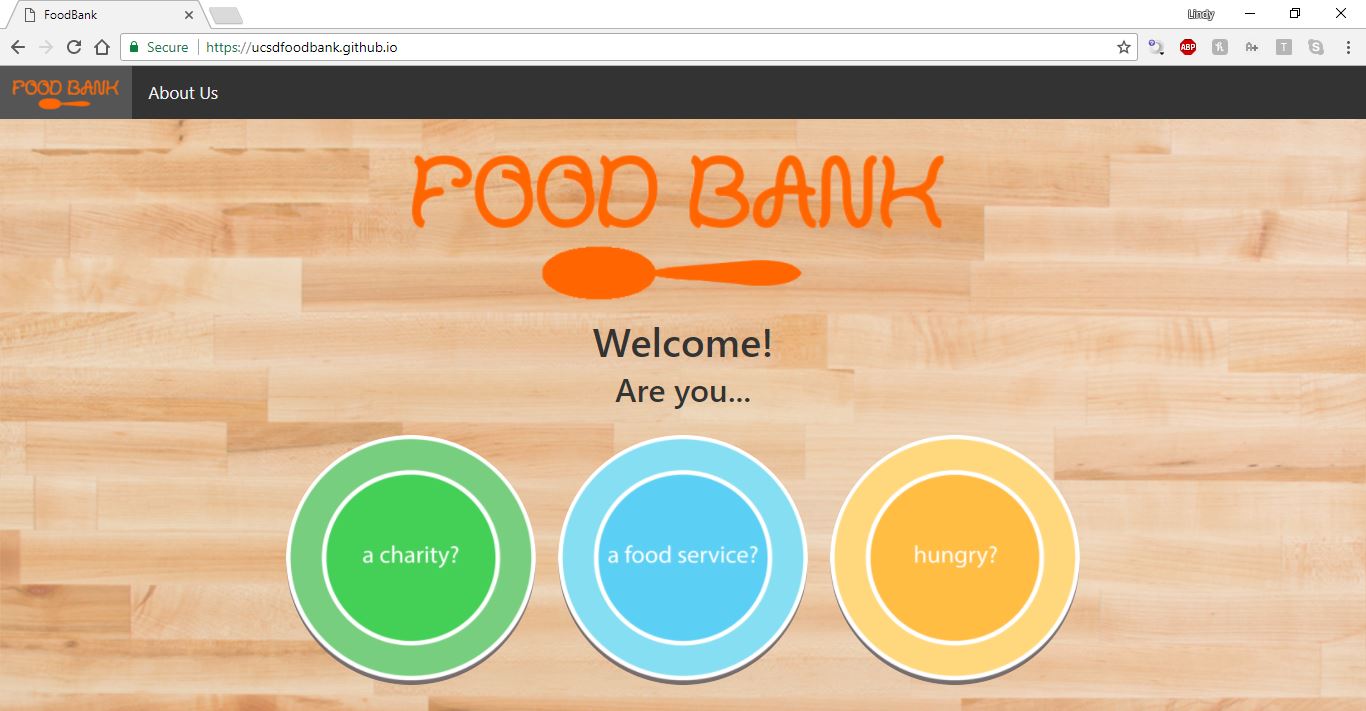 FoodBank
Lindy
Secure
https://ucsdfoodbank.github.io
ABP
A+
T
S
FOOD BANK
About Us
FOOD BANK
Welcome!
Are you...
a charity?
a food service?
hungry?